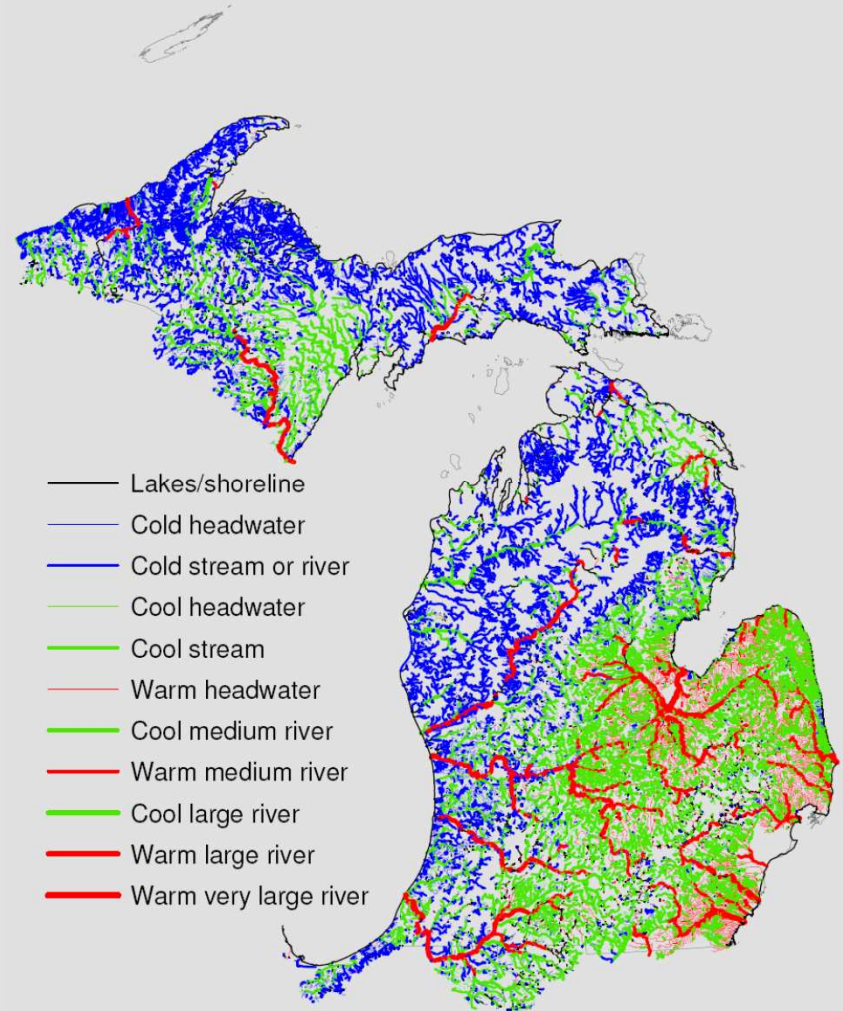 Lakes/shoreline
Cold headwater
Cold stream or river
Cool headwater
Cool stream
Warm headwater
Cool medium river
Warm medium river
Cool large river
Warm large river
Warm very large river